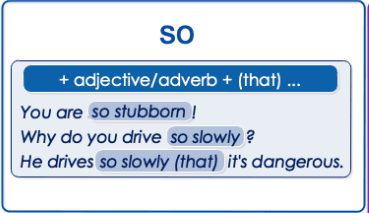 SO
+ adjective/adverb + (that) ...
You are so stubborn !
Why do you drive so slowly ?
He drives so slowly (that) it's dangerous.